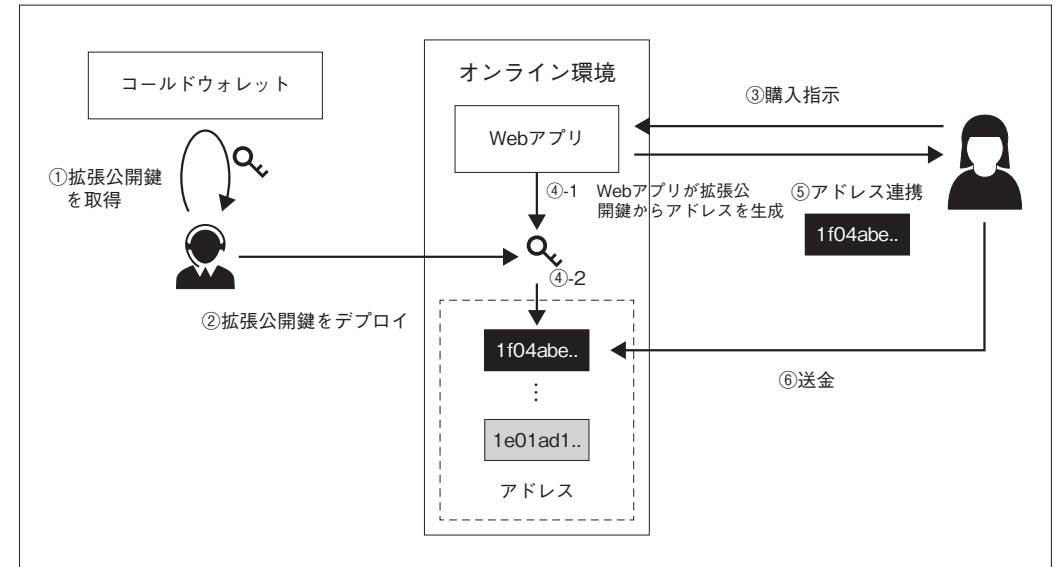 コールドウォレット
オンライン環境
Webアプリ
③購入指示
①拡張公開鍵
を取得
④-1 Webアプリが拡張公
開鍵からアドレスを生成
⑤アドレス連携
1f04abe..
④-2
②拡張公開鍵をデプロイ
1f04abe..
⋮
1e01ad1..
アドレス
⑥送金